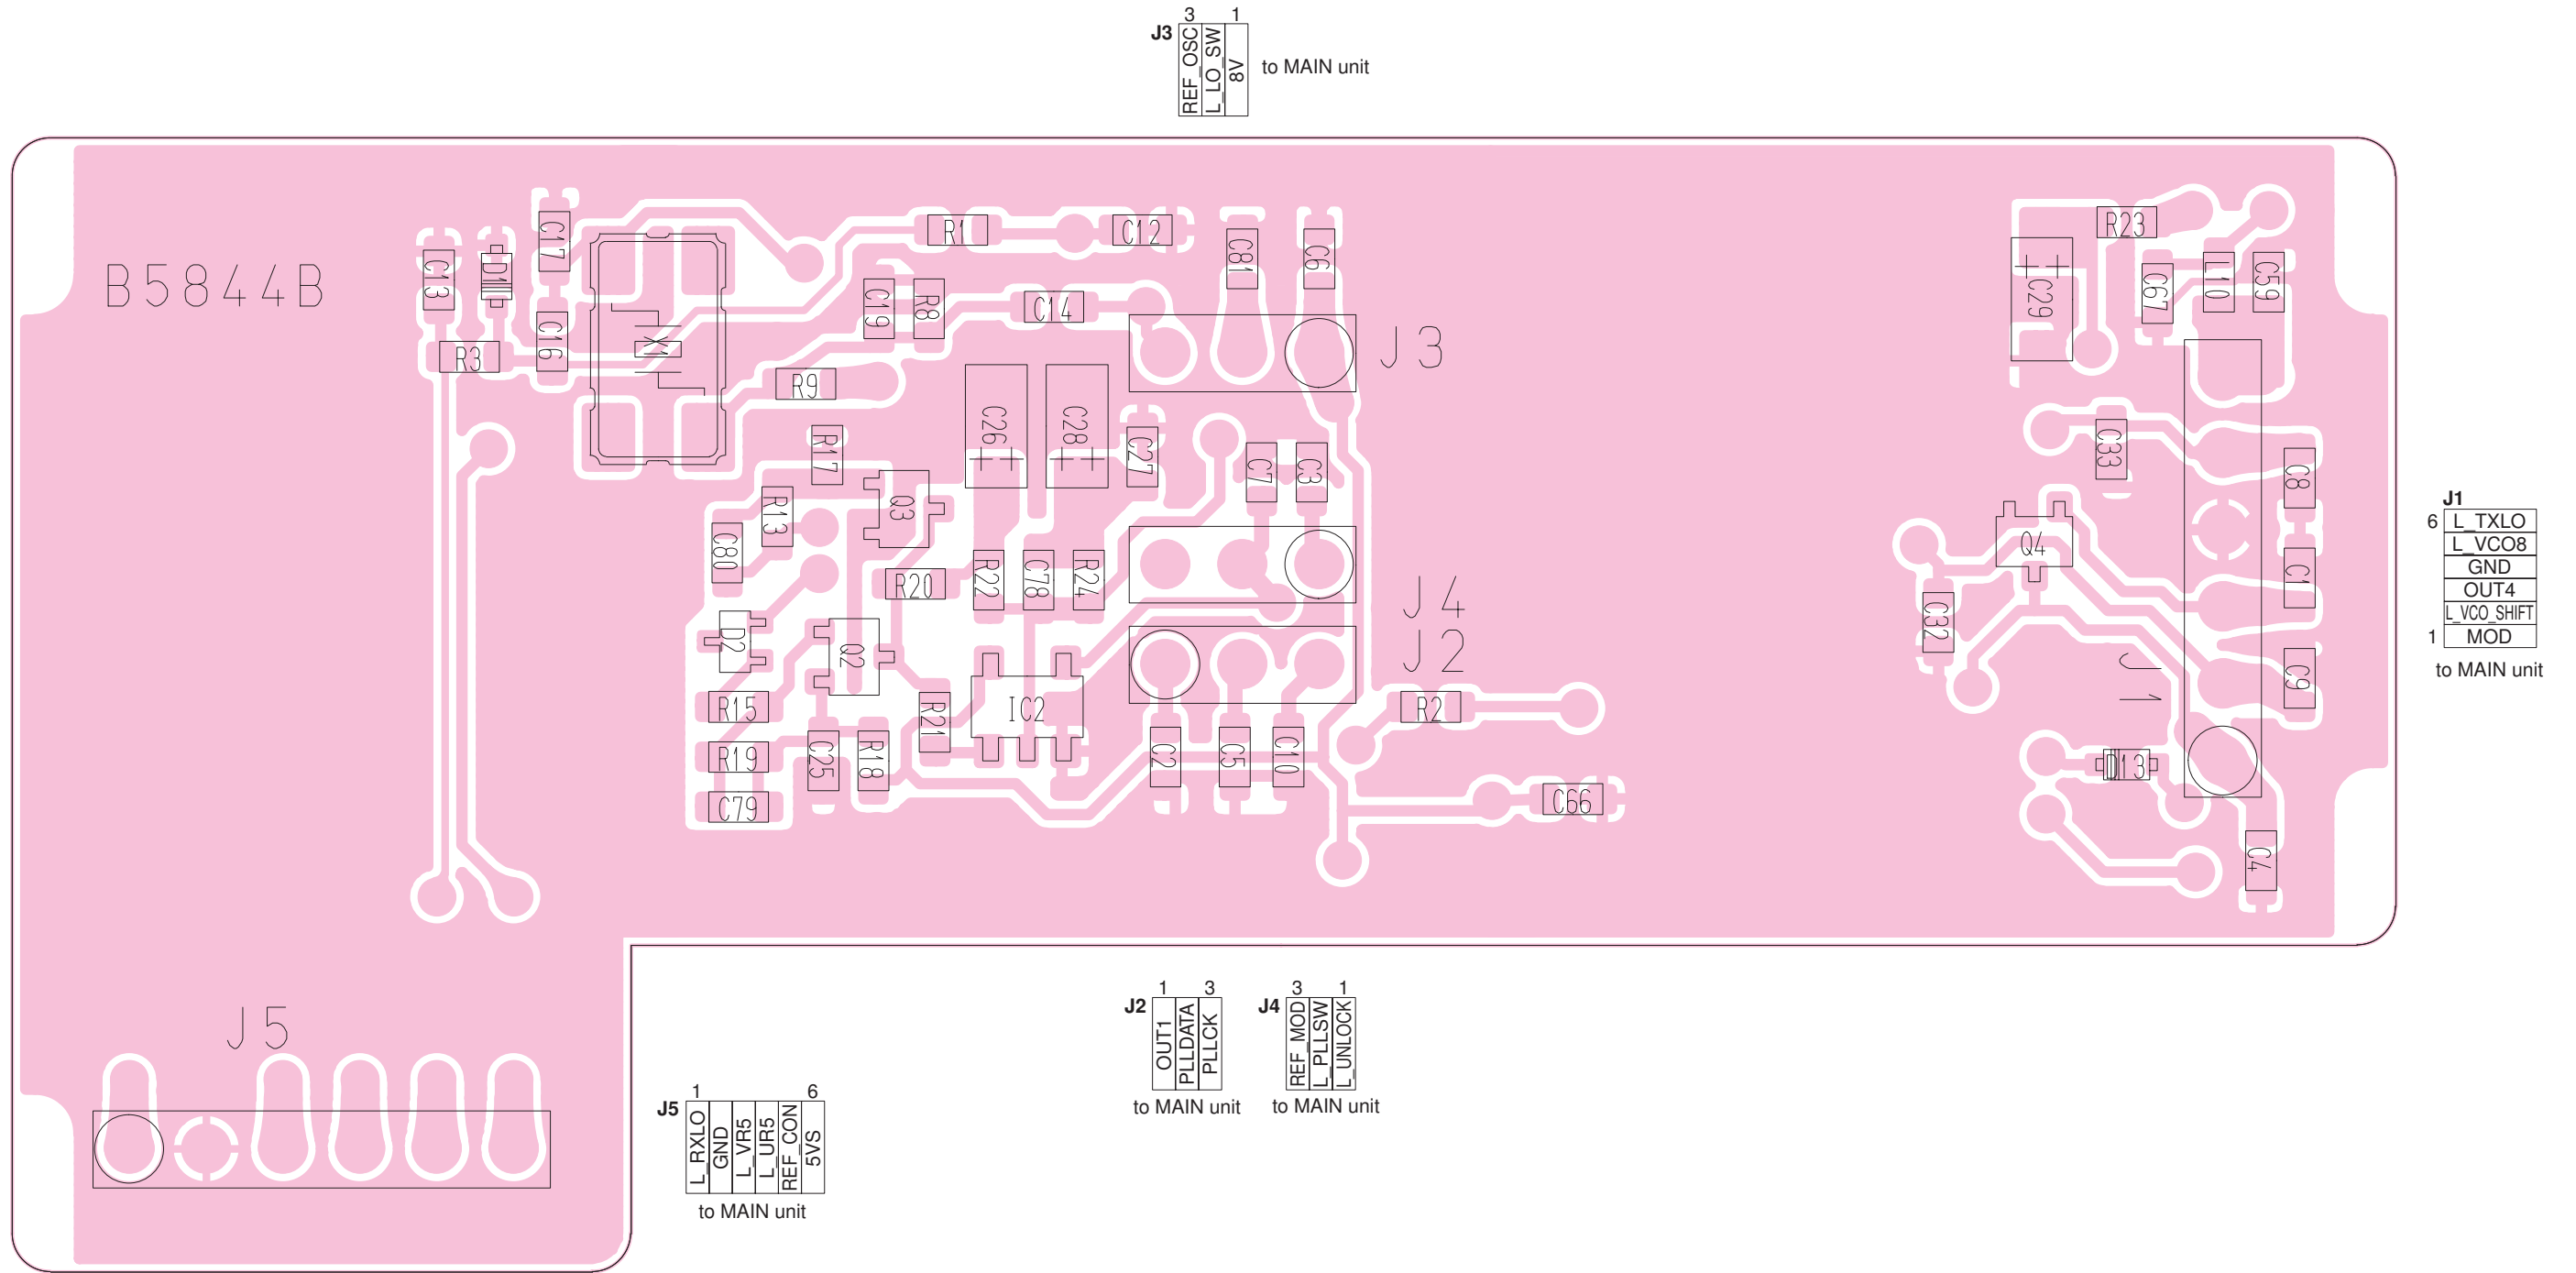 3 1
J3 REF_OSC L_LO_SW 8V to MAIN unit
B5844B
C13 D1 C17 R1 C12 C81 C6 R23
C16 X1 C19 R8 C14 C29 C67 L10 C59
R3 R9 J3
R17 C26 C28 C27 C7 C3 C33 C8
R13 Q3
C80 R20 R22 C78 R24 Q4 C1
J4
D2 Q2 J2 C32
R15 R21 IC2 R2 J1 C9
R19 C25 R18 C2 C5 C10 D13
C79 C66
C4
J1
6 L_TXLO
L_VCO8
GND
OUT4
L_VCO_SHIFT
1 MOD
to MAIN unit
J5
1 3
J2 OUT1 PLLDATA PLLCK
to MAIN unit
3 1
J4 REF_MOD L_PLLSW L_UNLOCK
to MAIN unit
1 6
J5 L_RXLO GND L_VR5 L_UR5 REF_CON 5VS
to MAIN unit